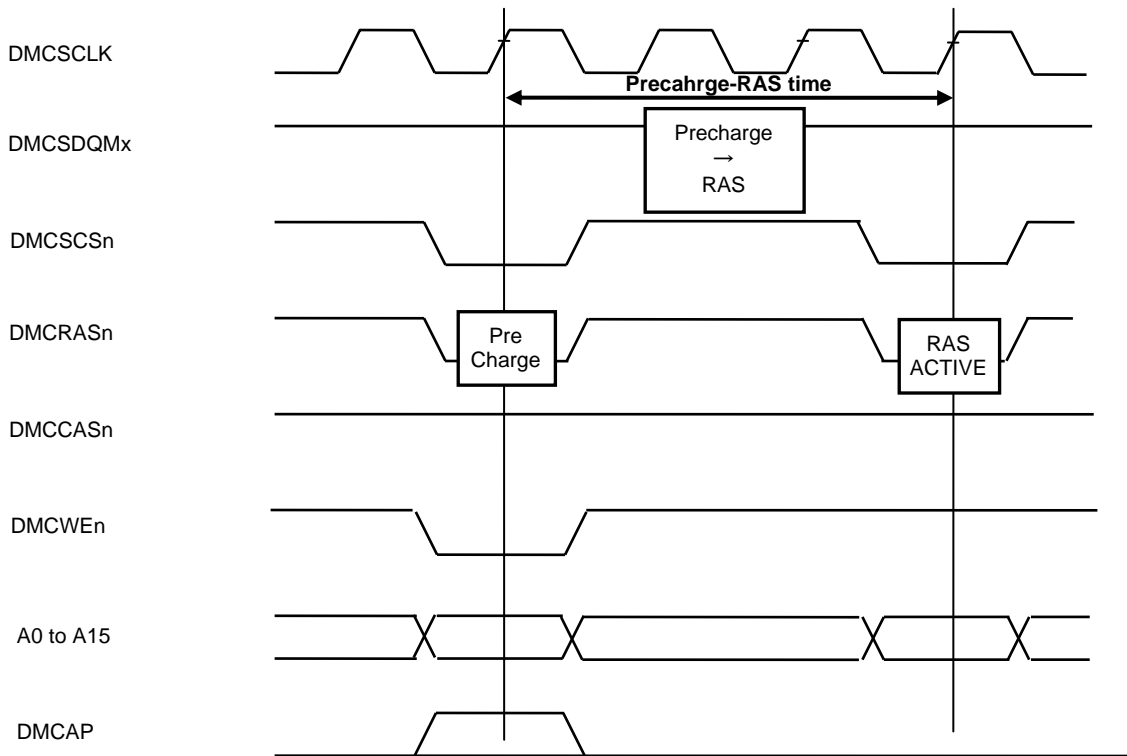 DMCSCLK
Precahrge-RAS time
DMCSDQMx
Precharge
→
RAS
DMCSCSn
DMCRASn
Pre
Charge
RAS
ACTIVE
DMCCASn
DMCWEn
A0 to A15
DMCAP